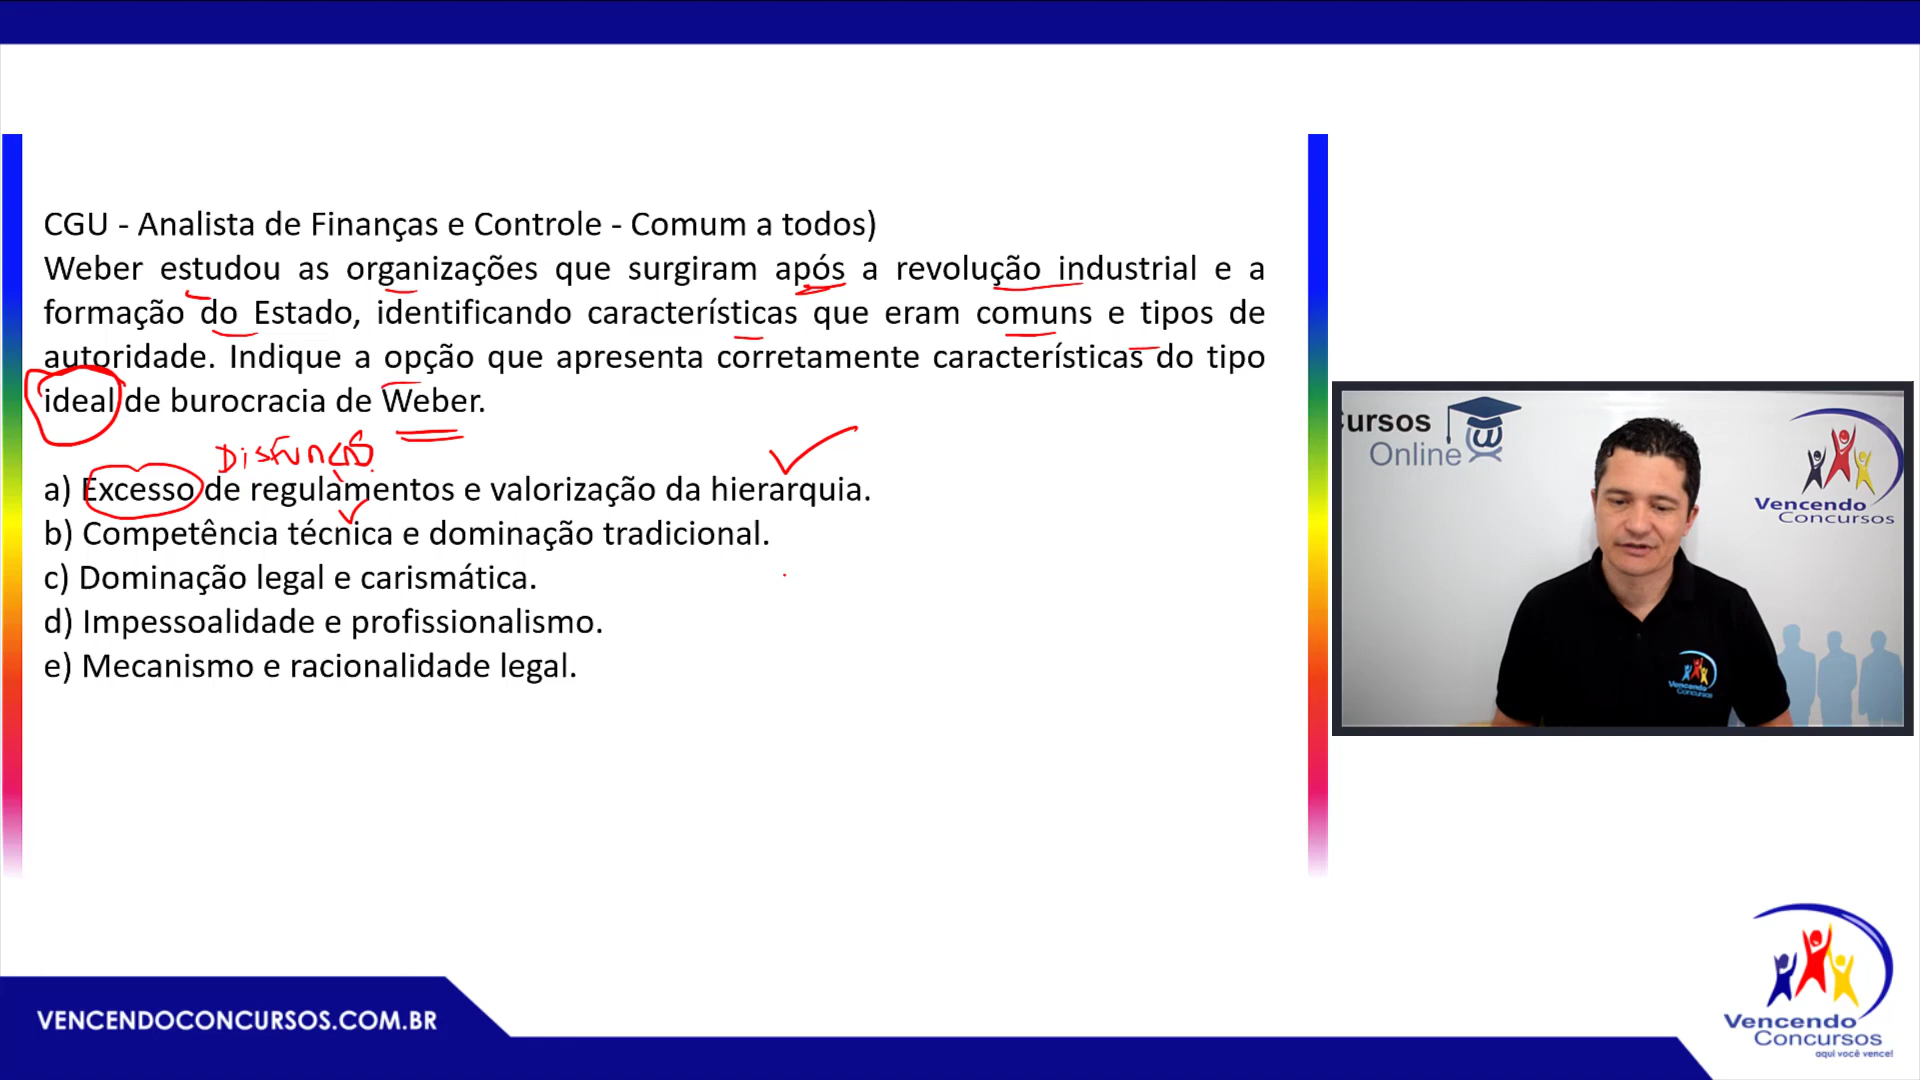 CGU - Analista de Finanças e Controle - Comum a todos)
Weber estudou as organizações que surgiram após a revolução industrial e a
formação do Estado, identificando características que eram comuns e tipos de
autoridade. Indique a opção que apresenta corretamente características do tipo
ideal de burocracia de Weber.
a) Excesso de regulamentos e valorização da hierarquia.
b) Competência técnica e dominação tradicional.
c) Dominação legal e carismática.
d) Impessoalidade e profissionalismo.
e) Mecanismo e racionalidade legal.
Cursos
Online
Vencendo
Concursos
Vencendo
Concursos
VENCENDOCONCURSOS.COM.BR
Vencendo
Concursos
aqui você vence!